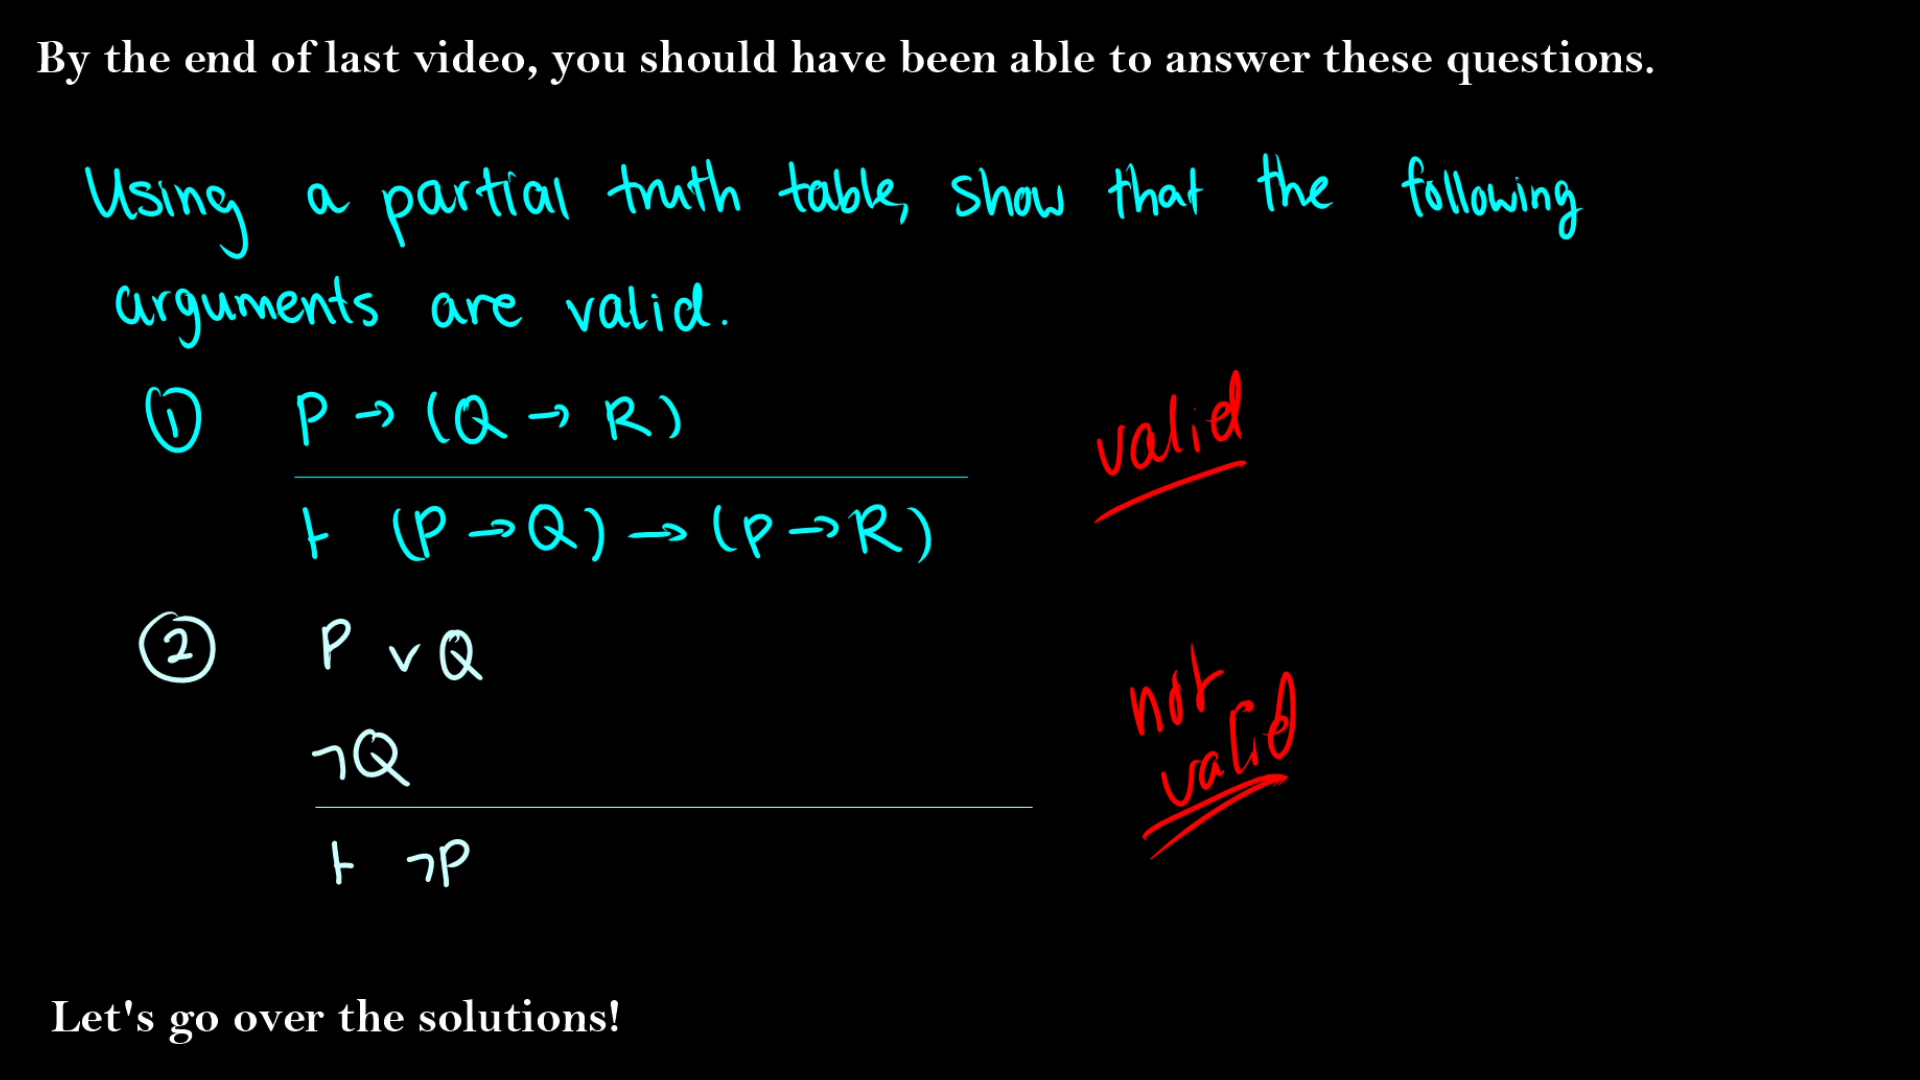 By the end of last video, you should have been able to answer these questions.
Using a partial truth table, show that the following
arguments are valid.
① P → (Q → R)
⊢ (P → Q) → (P → R)
valid
② P ∨ Q
¬Q
⊢ ¬P
not
valid
Let's go over the solutions!